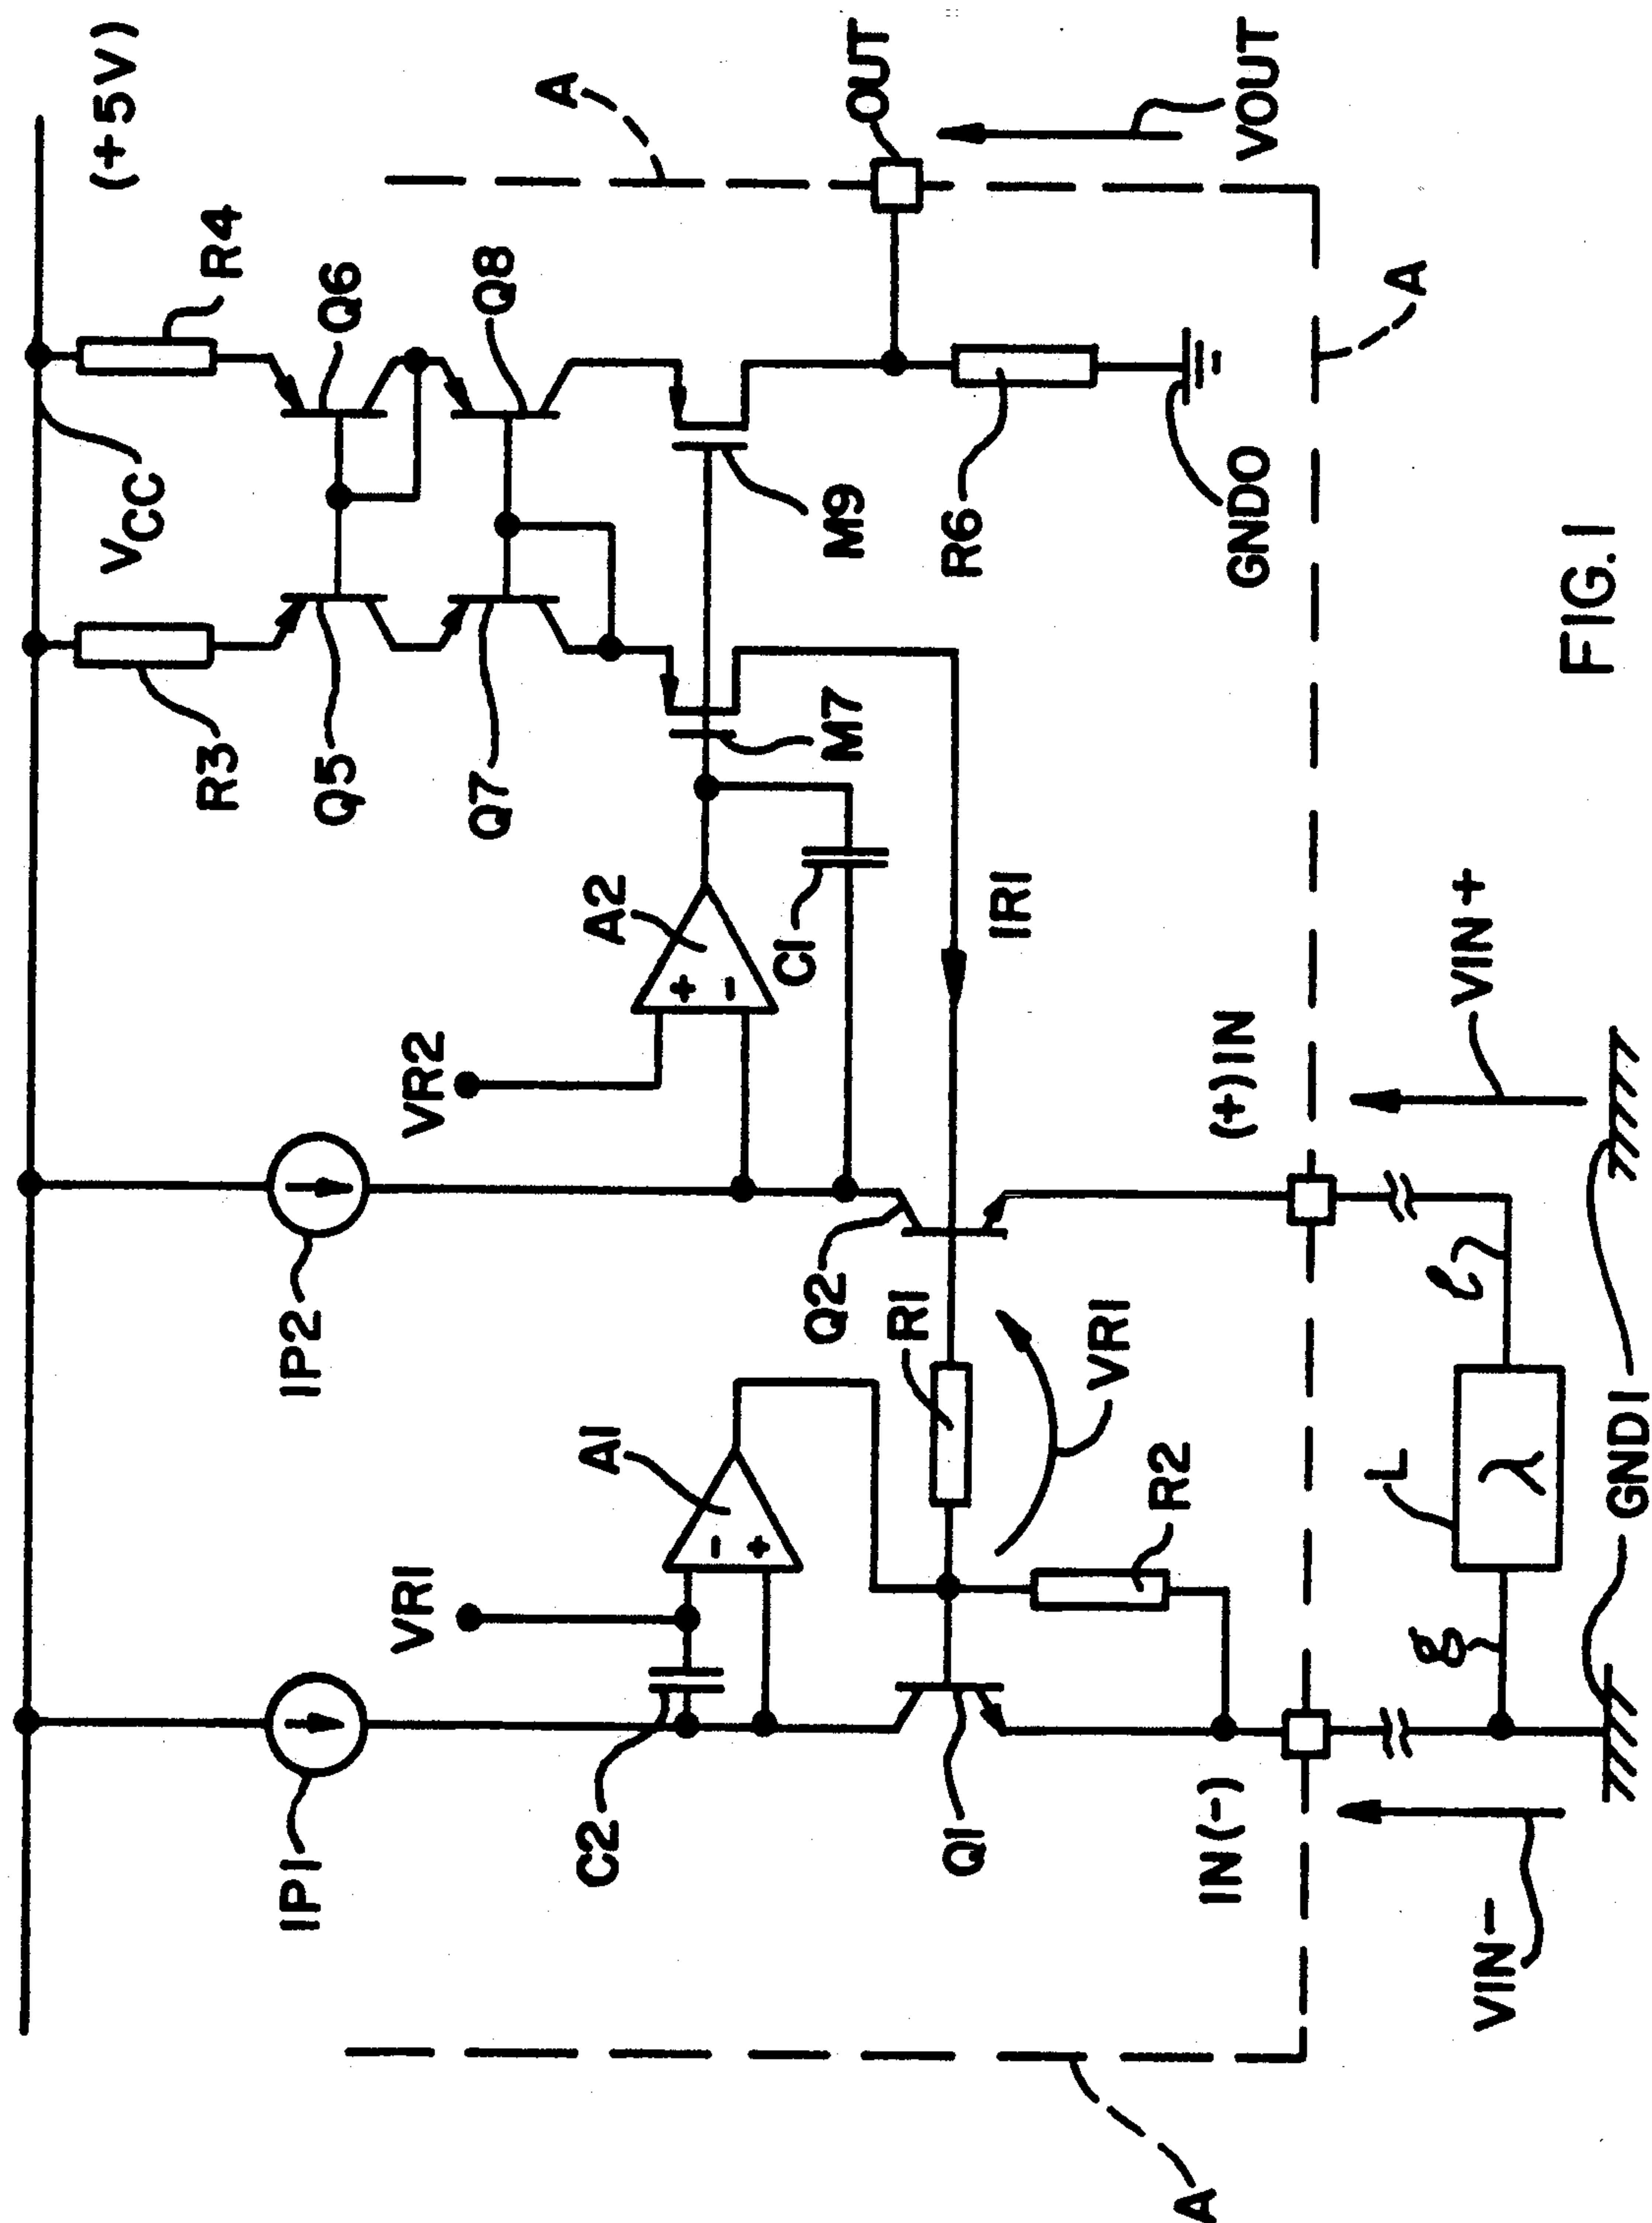 (+5V)
VCC
R3
R4
Q5
Q6
Q7
Q8
IP1
IP2
VR1
VR2
A1
A2
+
-
-
+
C1
C2
M7
M9
A
OUT
VOUT
Q1
Q2
R1
VR1
R2
IR1
R6
GND0
IN(-)
(+)IN
A
A
A
VIN-
VIN+
g
L
λ
ℓ
GND1
FIG.1